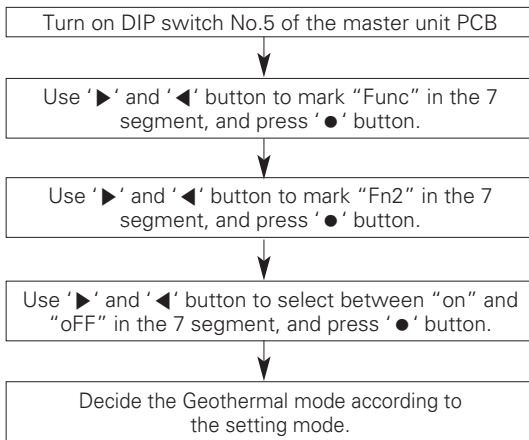 Turn on DIP switch No.5 of the master unit PCB
Use ‘▶‘ and ‘◀‘ button to mark “Func” in the 7
segment, and press ‘●‘ button.
Use ‘▶‘ and ‘◀‘ button to mark “Fn2” in the 7
segment, and press ‘●‘ button.
Use ‘▶‘ and ‘◀‘ button to select between “on” and
“oFF” in the 7 segment, and press ‘●‘ button.
Decide the Geothermal mode according to
the setting mode.